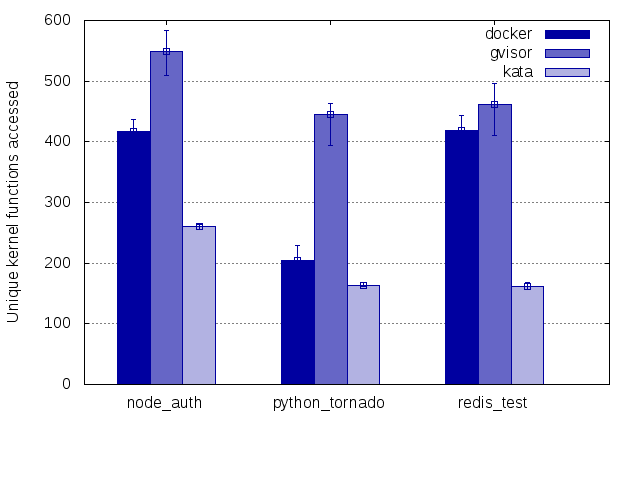 600
500
400
300
200
100
0
Unique kernel functions accessed
docker
gvisor
kata
node_auth python_tornado redis_test